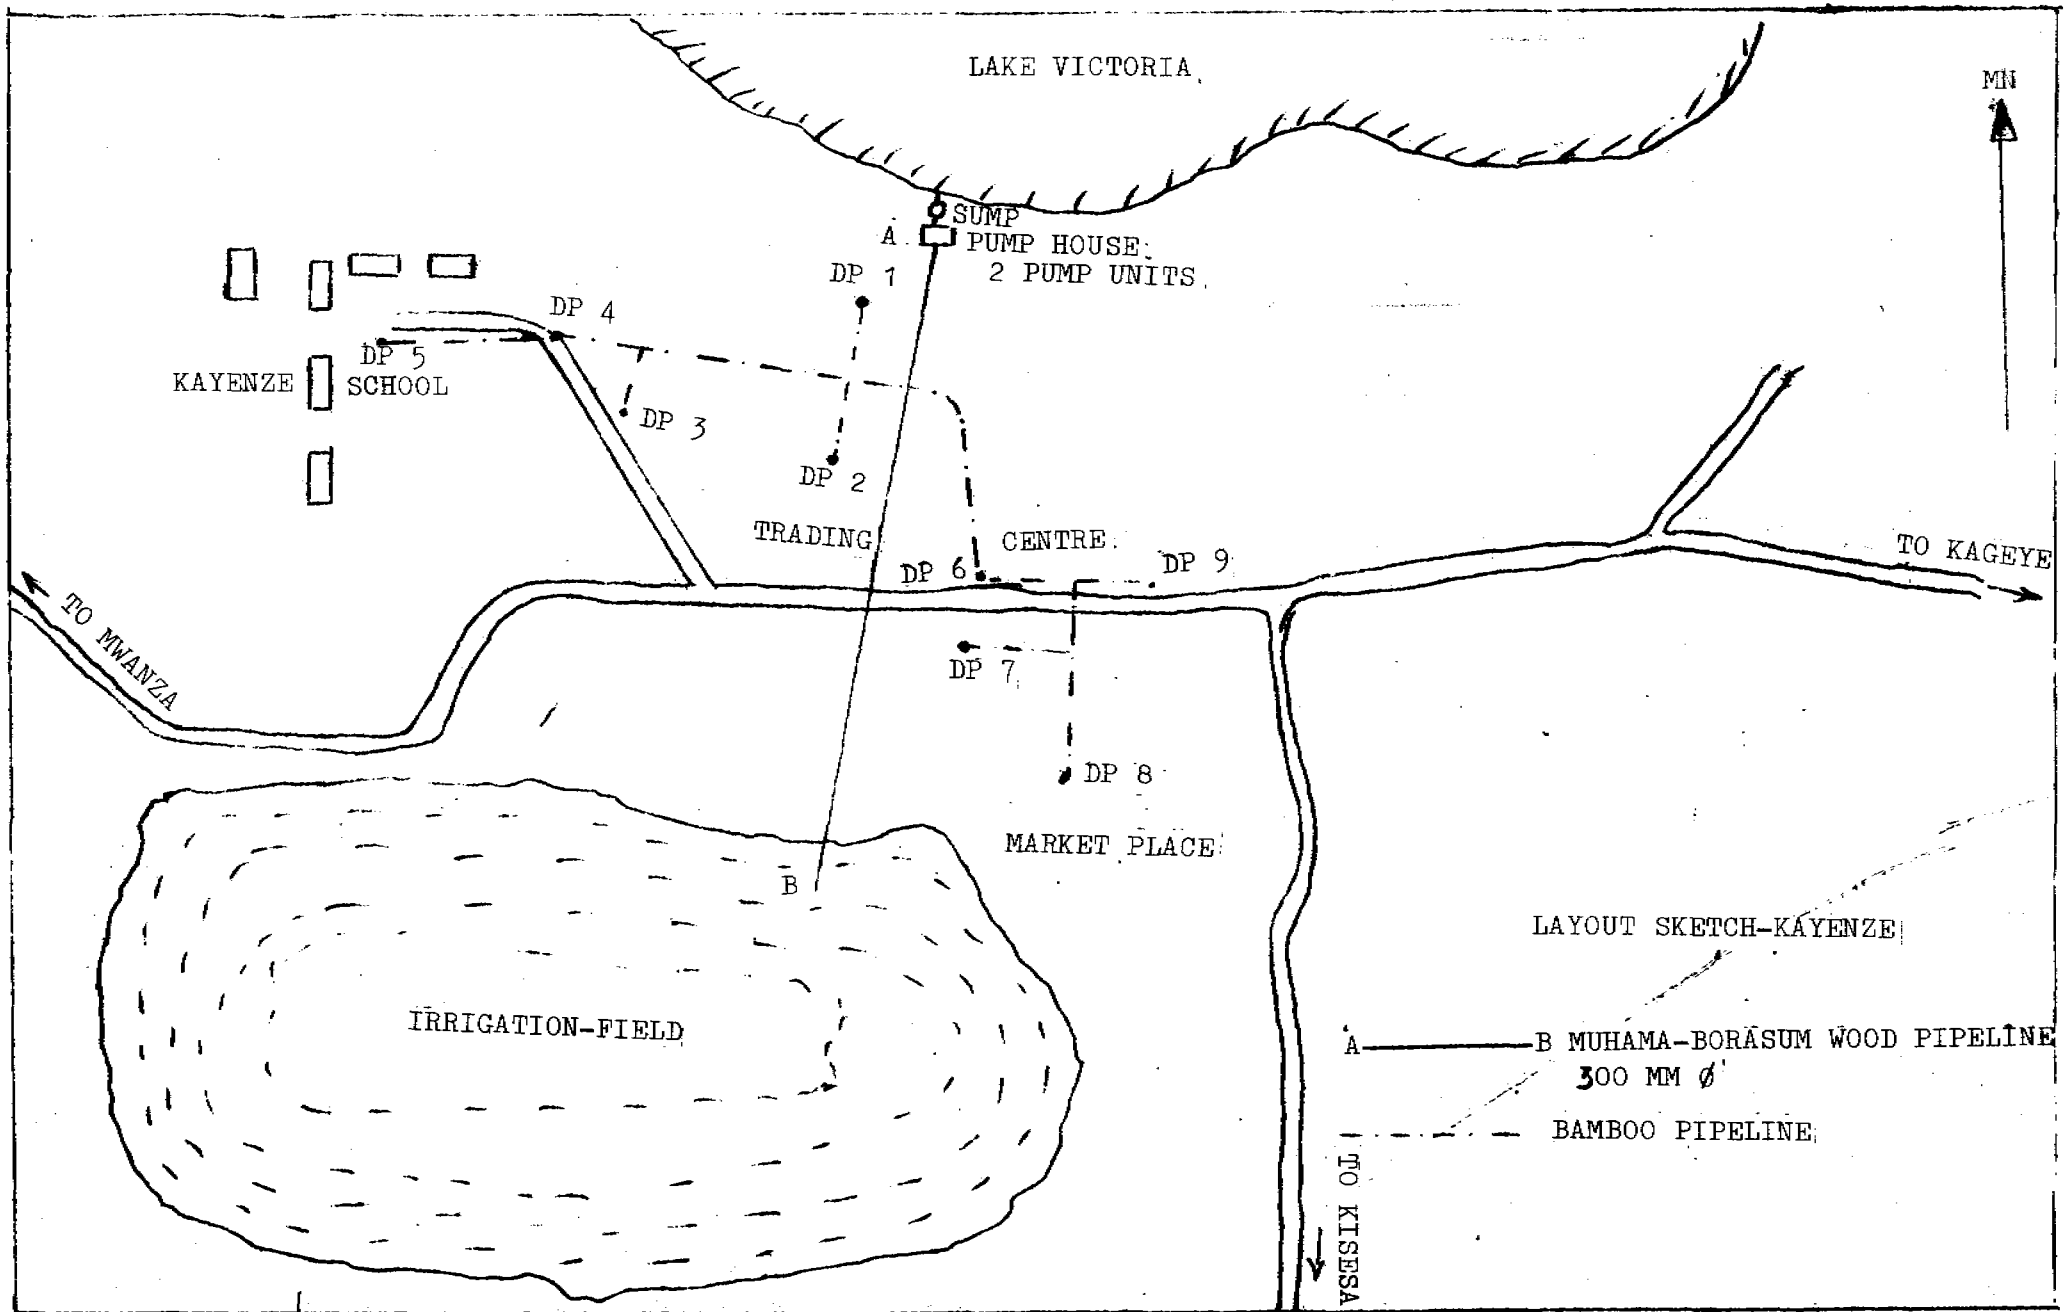 LAKE VICTORIA
MN
SUMP
A
PUMP HOUSE
2 PUMP UNITS
DP 1
DP 4
DP 5
KAYENZE SCHOOL
DP 3
DP 2
TRADING CENTRE
DP 6
DP 9
TO KAGEYE
TO MWANZA
DP 7
DP 8
MARKET PLACE
B
LAYOUT SKETCH-KAYENZE
IRRIGATION-FIELD
A B MUHAMA-BORASUM WOOD PIPELINE
300 MM Ø
BAMBOO PIPELINE
TO KISESA